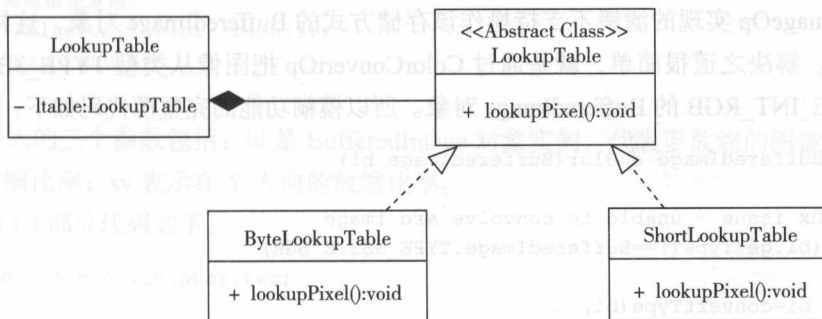 LookupTable
− ltable:LookupTable
<<Abstract Class>>
LookupTable
+ lookupPixel():void
ByteLookupTable
+ lookupPixel():void
ShortLookupTable
+ lookupPixel():void